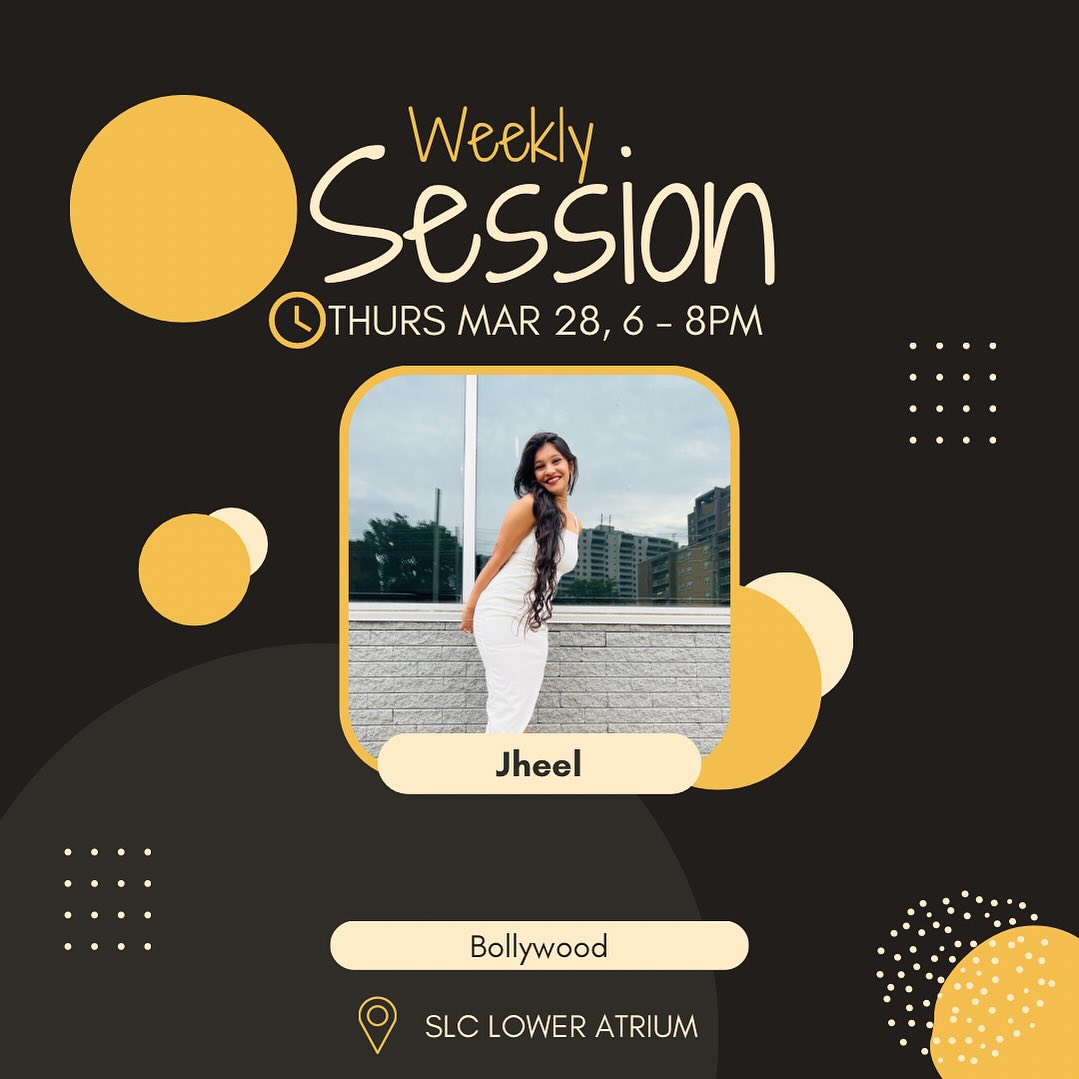 Weekly
Session
THURS MAR 28, 6 – 8PM
Jheel
Bollywood
SLC LOWER ATRIUM